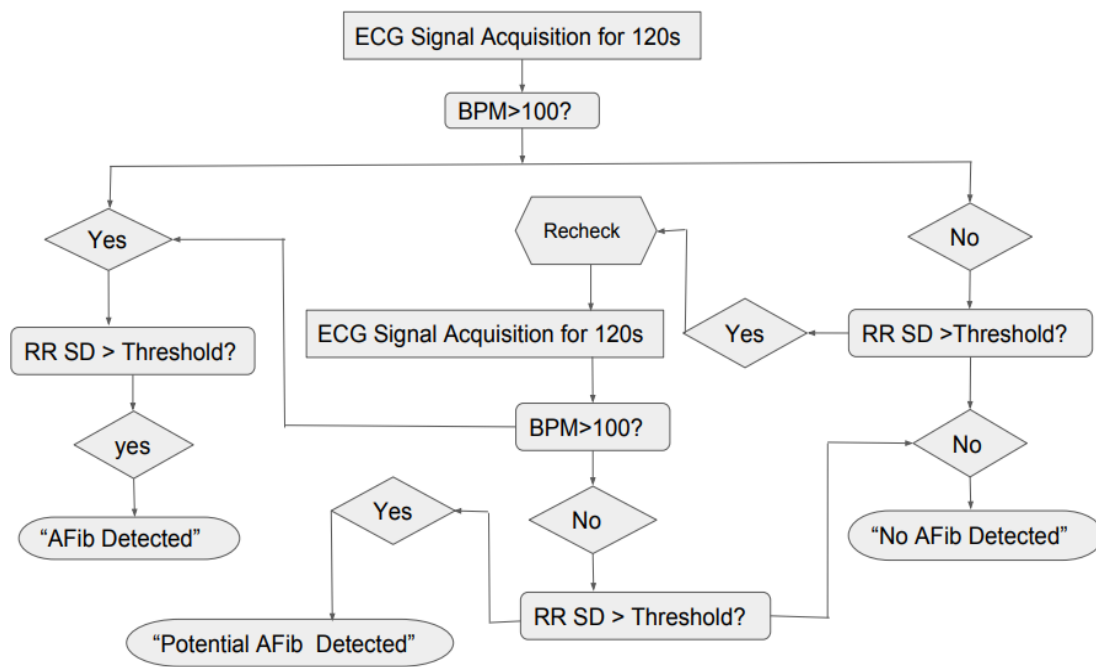 ECG Signal Acquisition for 120s
BPM>100?
Yes
Recheck
No
ECG Signal Acquisition for 120s
Yes
RR SD >Threshold?
RR SD > Threshold?
BPM>100?
yes
No
Yes
No
“AFib Detected”
“No AFib Detected”
RR SD > Threshold?
“Potential AFib  Detected”